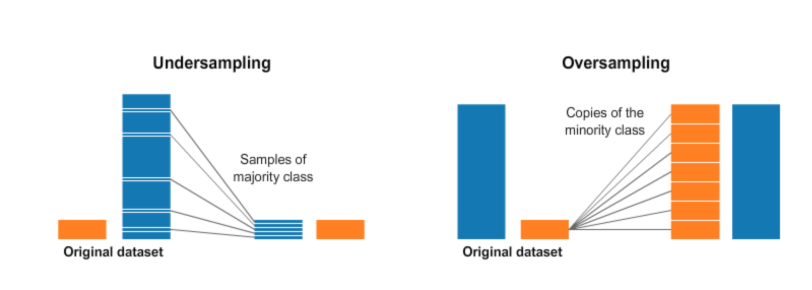 Undersampling
Samples of
majority class
Original dataset
Oversampling
Copies of the
minority class
Original dataset